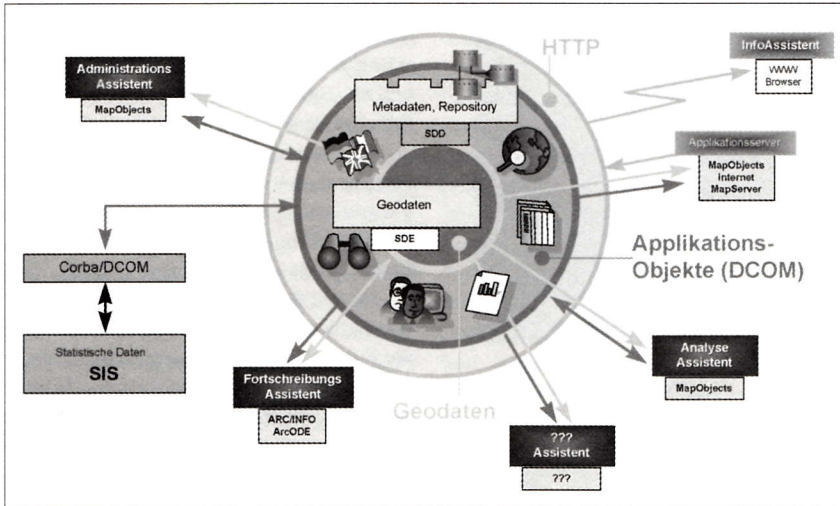 HTTP
InfoAssistent
WWW
Browser
Administrations
Assistent
MapObjects
Metadaten, Repository
SDD
Applikationsserver
MapObjects
Internet
MapServer
Geodaten
SDE
Applikations-
Objekte (DCOM)
Corba/DCOM
Statistische Daten
SIS
Fortschreibungs
Assistent
ARC/INFO
ArcODE
Geodaten
Analyse
Assistent
MapObjects
???
Assistent
???